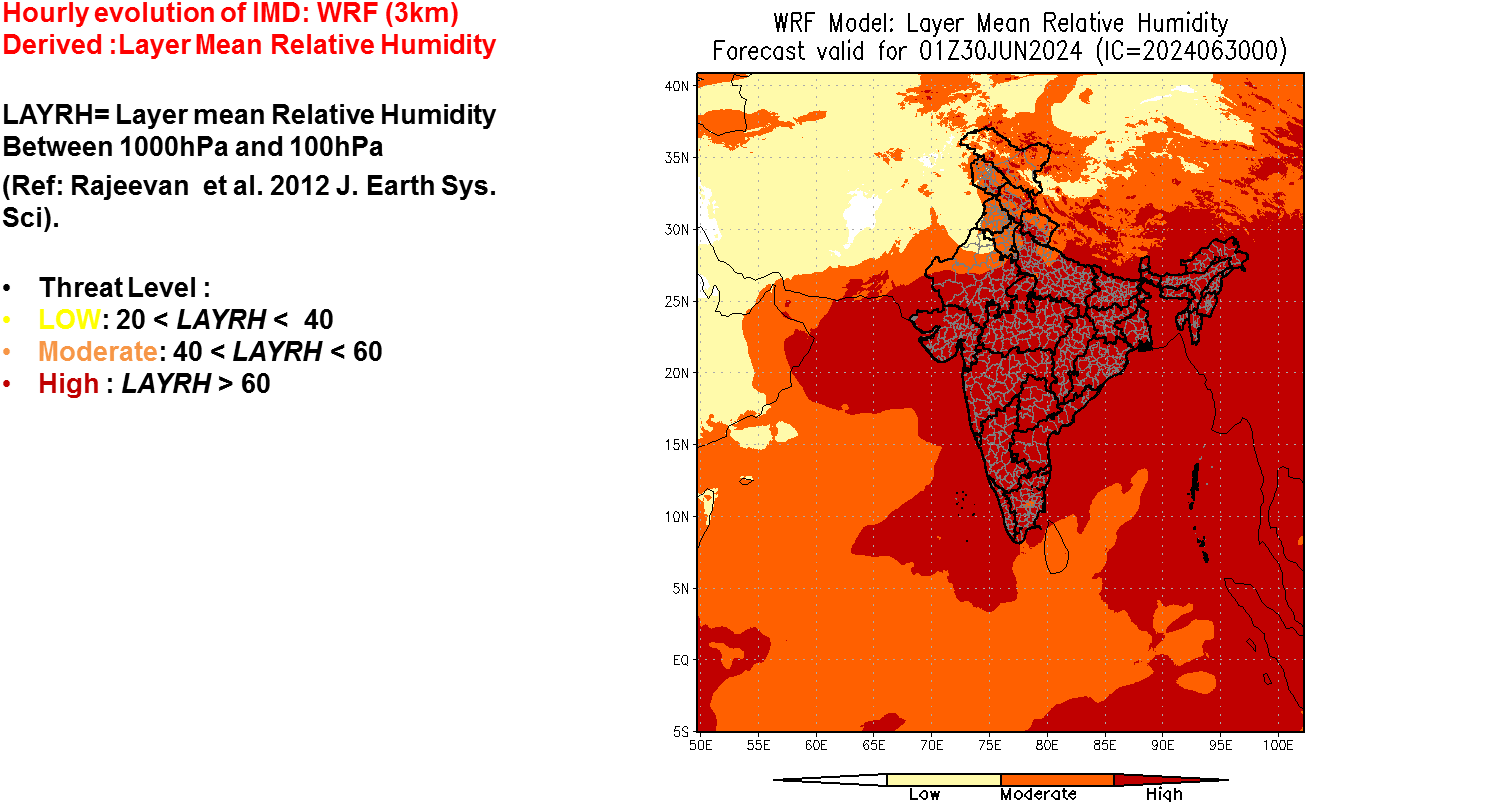 Hourly evolution of IMD: WRF (3km)
Derived :Layer Mean Relative Humidity
LAYRH= Layer mean Relative Humidity
Between 1000hPa and 100hPa
(Ref: Rajeevan et al. 2012 J. Earth Sys.
Sci).
• Threat Level :
• LOW: 20 < LAYRH < 40
• Moderate: 40 < LAYRH < 60
• High : LAYRH > 60
WRF Model: Layer Mean Relative Humidity
Forecast valid for 01Z30JUN2024 (IC=2024063000)
40N
35N
30N
25N
20N
15N
10N
5N
EQ
5S
50E 55E 60E 65E 70E 75E 80E 85E 90E 95E 100E
Low Moderate High